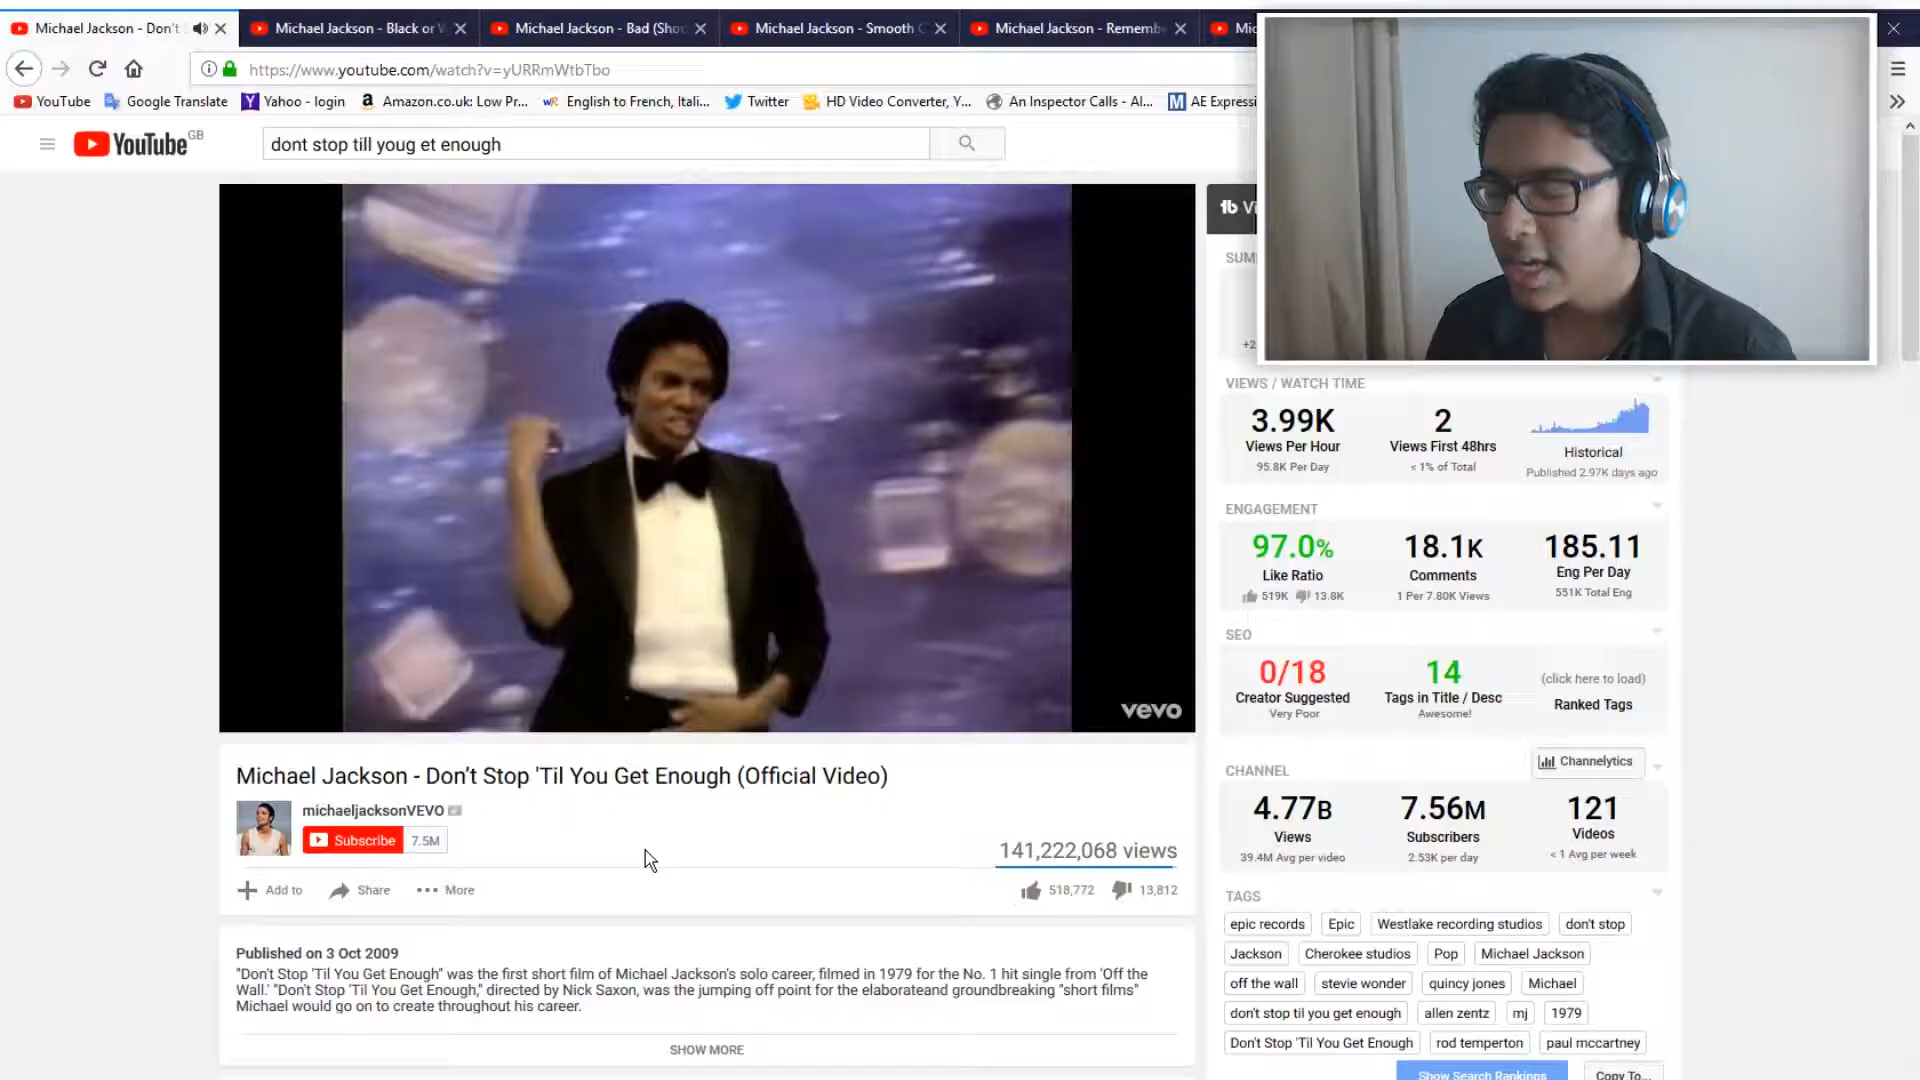 Michael Jackson - Don't
Michael Jackson - Black or
Michael Jackson - Bad (Sho
Michael Jackson - Smooth
Michael Jackson - Rememb
https://www.youtube.com/watch?v=yURRmWtbTbo
YouTube
Google Translate
Yahoo - login
Amazon.co.uk: Low Pr...
English to French, Itali...
Twitter
HD Video Converter, Y...
An Inspector Calls - Al...
AE Expressi
YouTube GB
dont stop till youg et enough
vevo
Michael Jackson - Don’t Stop 'Til You Get Enough (Official Video)
michaeljacksonVEVO
Subscribe 7.5M
141,222,068 views
Add to Share More
518,772 13,812
Published on 3 Oct 2009
"Don't Stop 'Til You Get Enough" was the first short film of Michael Jackson's solo career, filmed in 1979 for the No. 1 hit single from 'Off the
Wall.' "Don't Stop 'Til You Get Enough," directed by Nick Saxon, was the jumping off point for the elaborateand groundbreaking "short films"
Michael would go on to create throughout his career.
SHOW MORE
VIEWS / WATCH TIME
3.99K 2
Views Per Hour Views First 48hrs Historical
95.8K Per Day < 1% of Total Published 2.97K days ago
ENGAGEMENT
97.0% 18.1K 185.11
Like Ratio Comments Eng Per Day
519K 13.8K 1 Per 7.80K Views 551K Total Eng
SEO
0/18 14 (click here to load)
Creator Suggested Tags in Title / Desc Ranked Tags
Very Poor Awesome!
CHANNEL Channelytics
4.77B 7.56M 121
Views Subscribers Videos
39.4M Avg per video 2.53K per day < 1 Avg per week
TAGS
epic records Epic Westlake recording studios don't stop
Jackson Cherokee studios Pop Michael Jackson
off the wall stevie wonder quincy jones Michael
don't stop til you get enough allen zentz mj 1979
Don't Stop 'Til You Get Enough rod temperton paul mccartney
Show Search Rankings Copy To...